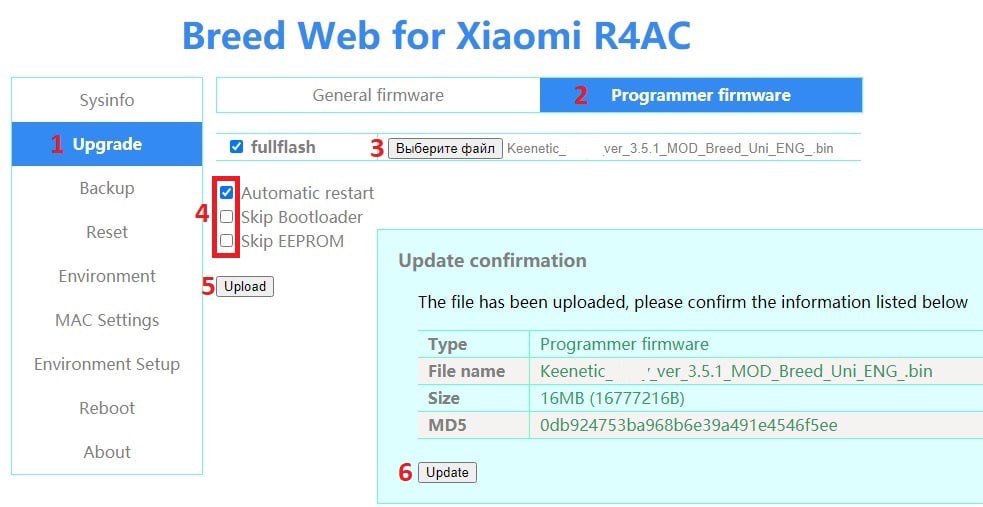 Breed Web for Xiaomi R4AC
Sysinfo
1 Upgrade
Backup
Reset
Environment
MAC Settings
Environment Setup
Reboot
About
General firmware
2 Programmer firmware
fullflash 3 Выберите файл Keenetic_ ver_3.5.1_MOD_Breed_Uni_ENG_.bin
4
Automatic restart
Skip Bootloader
Skip EEPROM
5 Upload
Update confirmation
The file has been uploaded, please confirm the information listed below
Type Programmer firmware
File name Keenetic_ _ver_3.5.1_MOD_Breed_Uni_ENG_.bin
Size 16MB (16777216B)
MD5 0db924753ba968b6e39a491e4546f5ee
6 Update